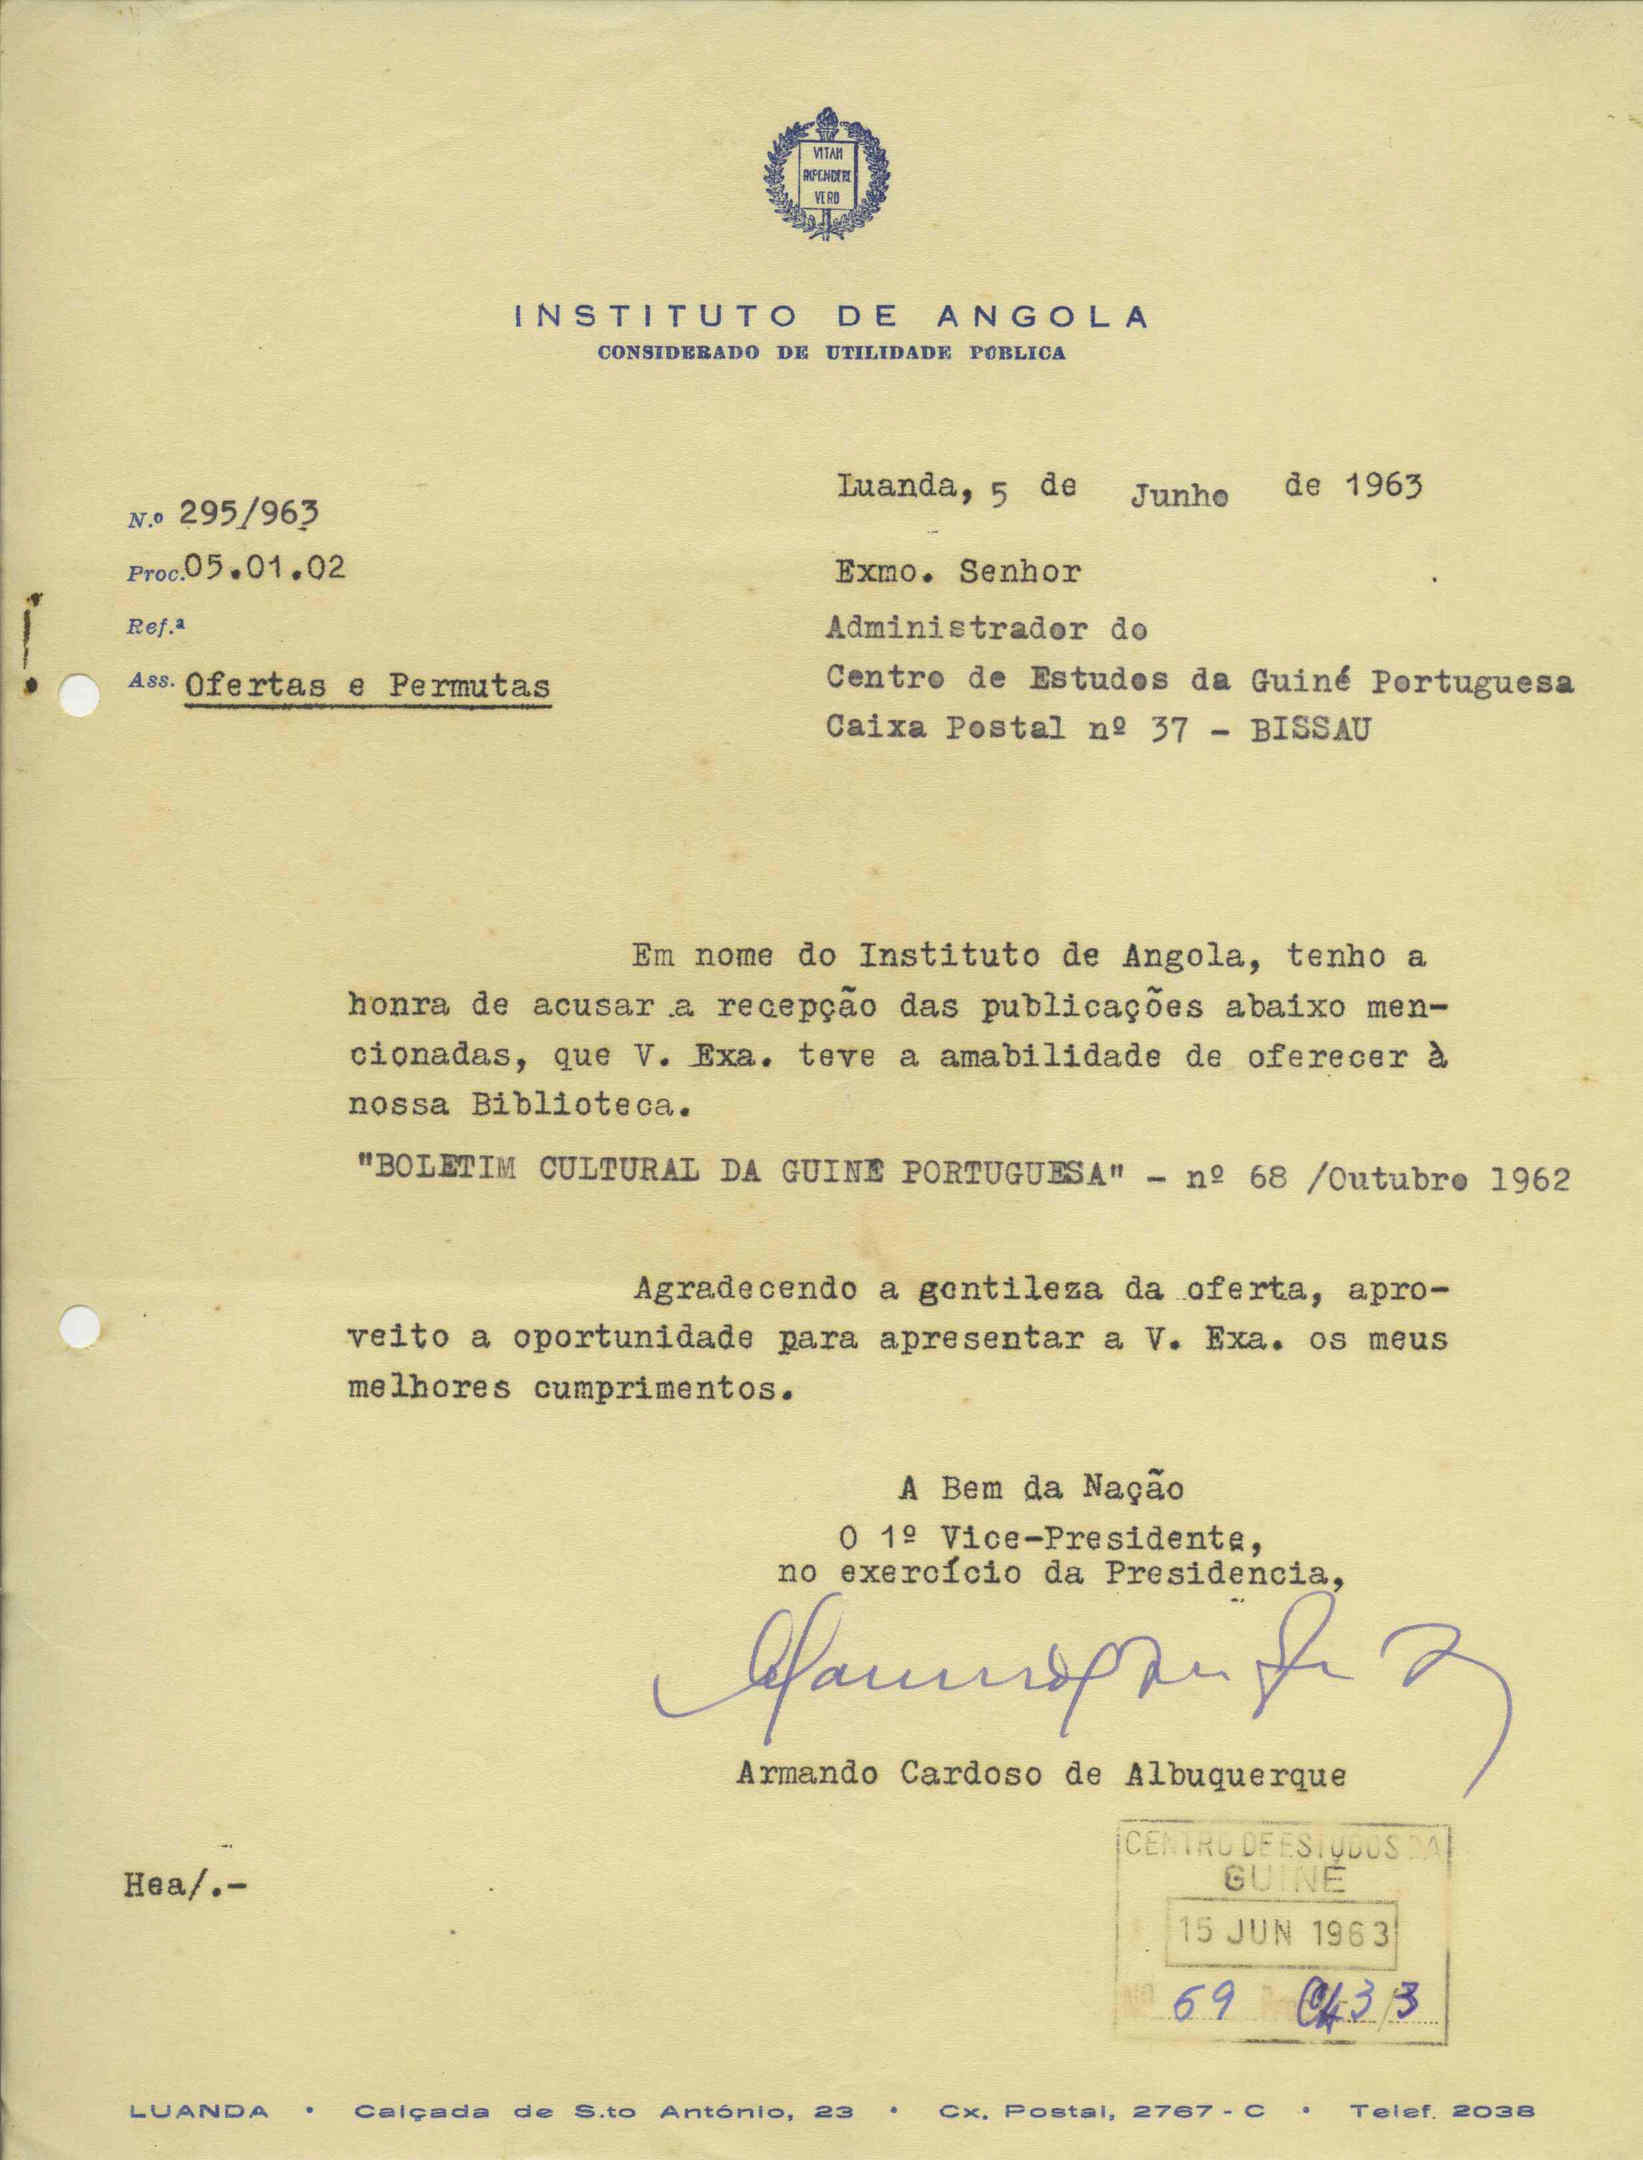 VITAM
IMPENDERE
VERO
INSTITUTO DE ANGOLA
CONSIDERADO DE UTILIDADE PÚBLICA
Luanda, 5 de Junho de 1963
N.º 295/963
Proc. 05.01.02
Ref.ª
Ass. Ofertas e Permutas
Exmo. Senhor
Administrador do
Centro de Estudos da Guiné Portuguesa
Caixa Postal nº 37 - BISSAU
Em nome do Instituto de Angola, tenho a
honra de acusar a recepção das publicações abaixo men-
cionadas, que V. Exa. teve a amabilidade de oferecer à
nossa Biblioteca.
"BOLETIM CULTURAL DA GUINE PORTUGUESA" - nº 68 /Outubro 1962
Agradecendo a gentileza da oferta, apro-
veito a oportunidade para apresentar a V. Exa. os meus
melhores cumprimentos.
A Bem da Nação
O 1º Vice-Presidente,
no exercício da Presidencia,
Armando Cardoso de Albuquerque
Hea/.-
CENTRO DE ESTUDOS DA
GUINÉ
15 JUN 1963
Nº 69
LUANDA • Calçada de S.to António, 23 • Cx. Postal, 2767 - C • Telef. 2038